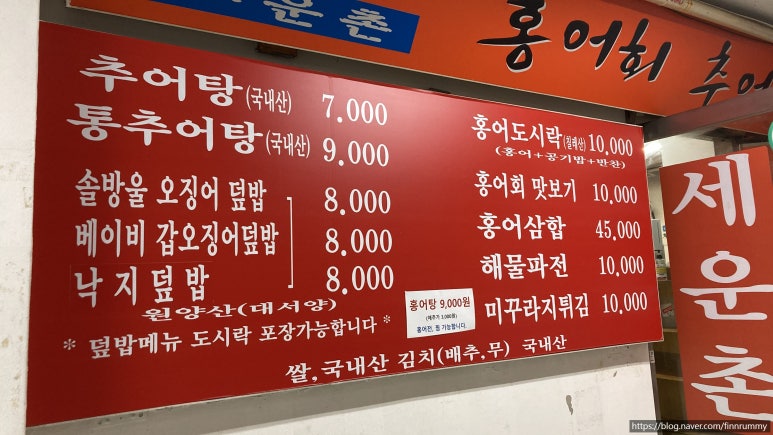 세운촌
홍어회 추어
추어탕(국내산) 7.000
통추어탕(국내산) 9.000
솔방울 오징어 덮밥 8.000
베이비 갑오징어덮밥 8.000
낙지덮밥 8.000
원양산(대서양)
* 덮밥메뉴 도시락 포장가능합니다 *
홍어도시락(칠레산) 10,000
(홍어+공기밥+반찬)
홍어회 맛보기 10,000
홍어삼합 45,000
해물파전 10,000
미꾸라지튀김 10,000
홍어탕 9,000원
홍어전, 찜 가능합니다.
쌀,국내산 김치(배추,무) 국내산
세운촌
https://blog.naver.com/finnrummy